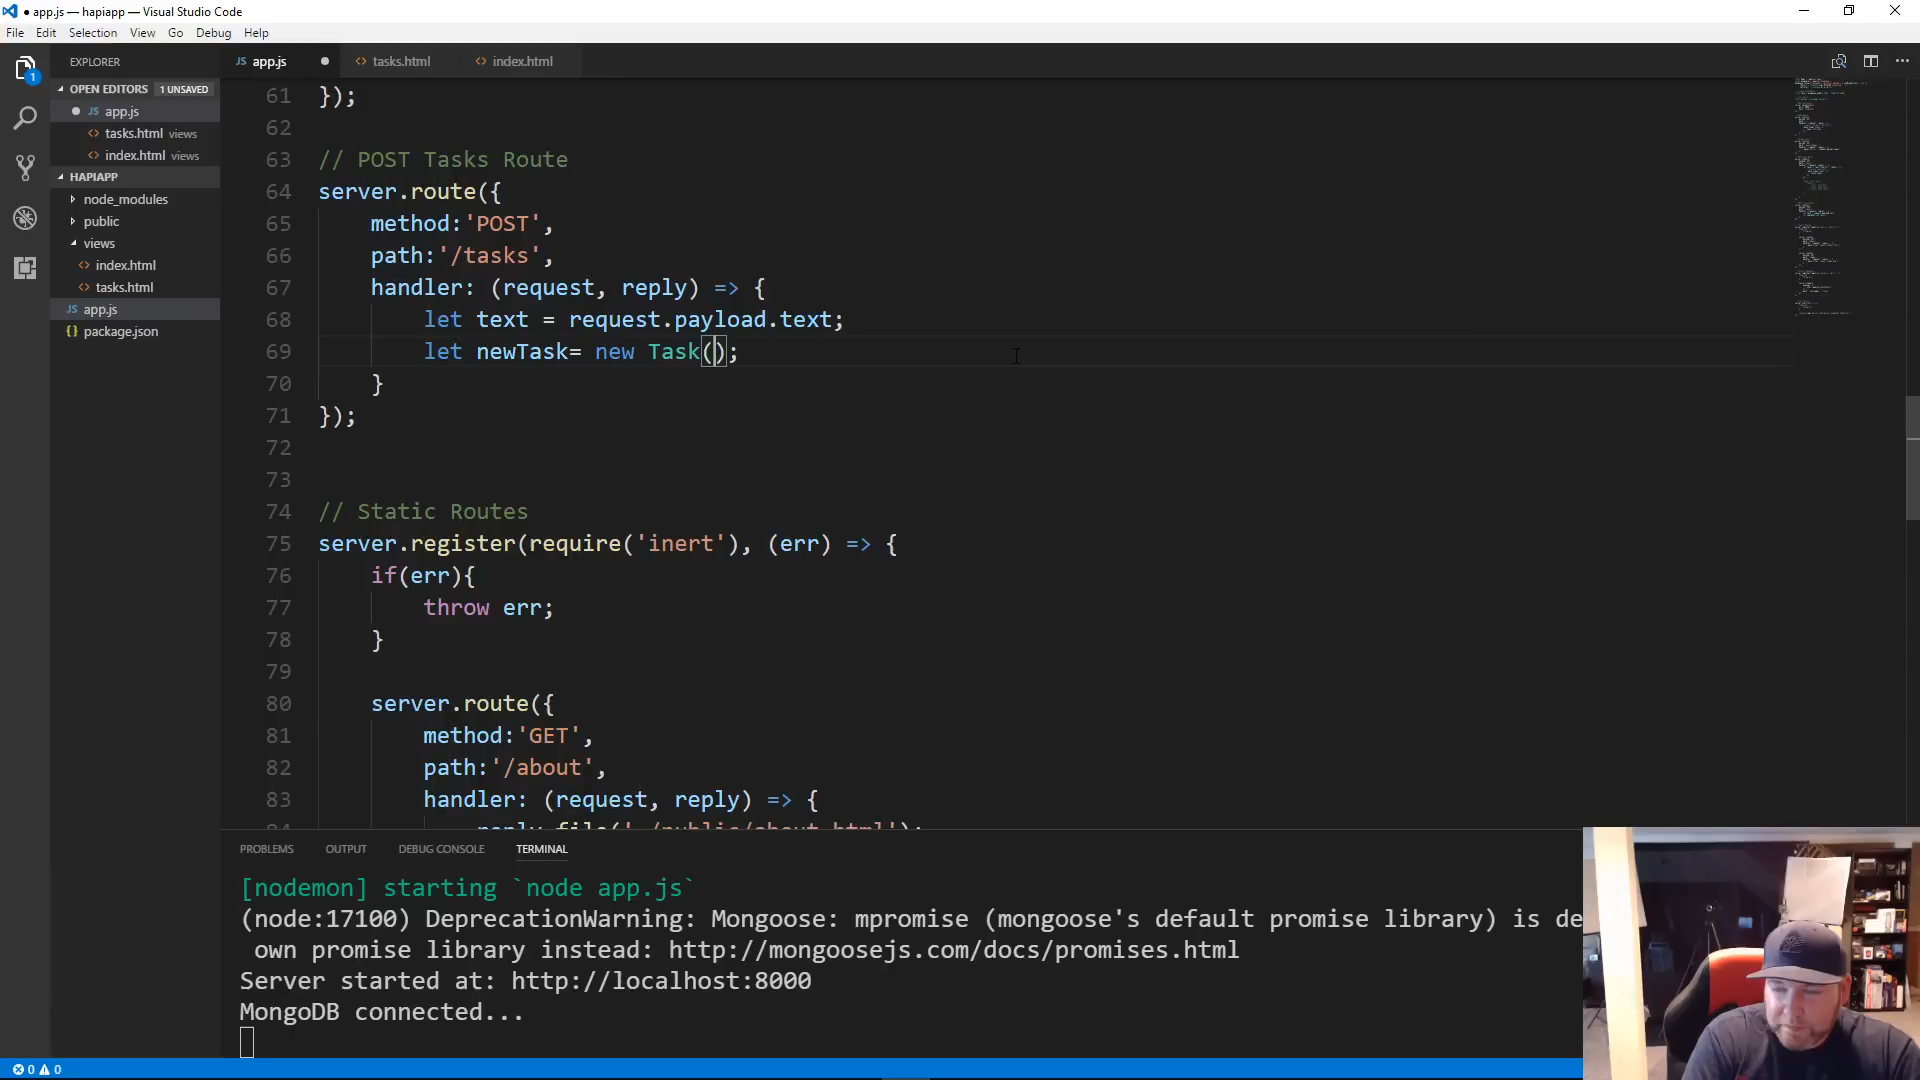 ● app.js — hapiapp — Visual Studio Code
File Edit Selection View Go Debug Help
EXPLORER
JS app.js
<> tasks.html
<> index.html
1
OPEN EDITORS 1 UNSAVED
JS app.js
<> tasks.html views
<> index.html views
HAPIAPP
node_modules
public
views
<> index.html
<> tasks.html
JS app.js
{} package.json
61 });
62
63 // POST Tasks Route
64 server.route({
65 method:'POST',
66 path:'/tasks',
67 handler: (request, reply) => {
68 let text = request.payload.text;
69 let newTask= new Task();
70 }
71 });
72
73
74 // Static Routes
75 server.register(require('inert'), (err) => {
76 if(err){
77 throw err;
78 }
79
80 server.route({
81 method:'GET',
82 path:'/about',
83 handler: (request, reply) => {
84 reply.file('./public/about.html');
PROBLEMS OUTPUT DEBUG CONSOLE TERMINAL
[nodemon] starting `node app.js`
(node:17100) DeprecationWarning: Mongoose: mpromise (mongoose's default promise library) is de
own promise library instead: http://mongoosejs.com/docs/promises.html
Server started at: http://localhost:8000
MongoDB connected...
0 0